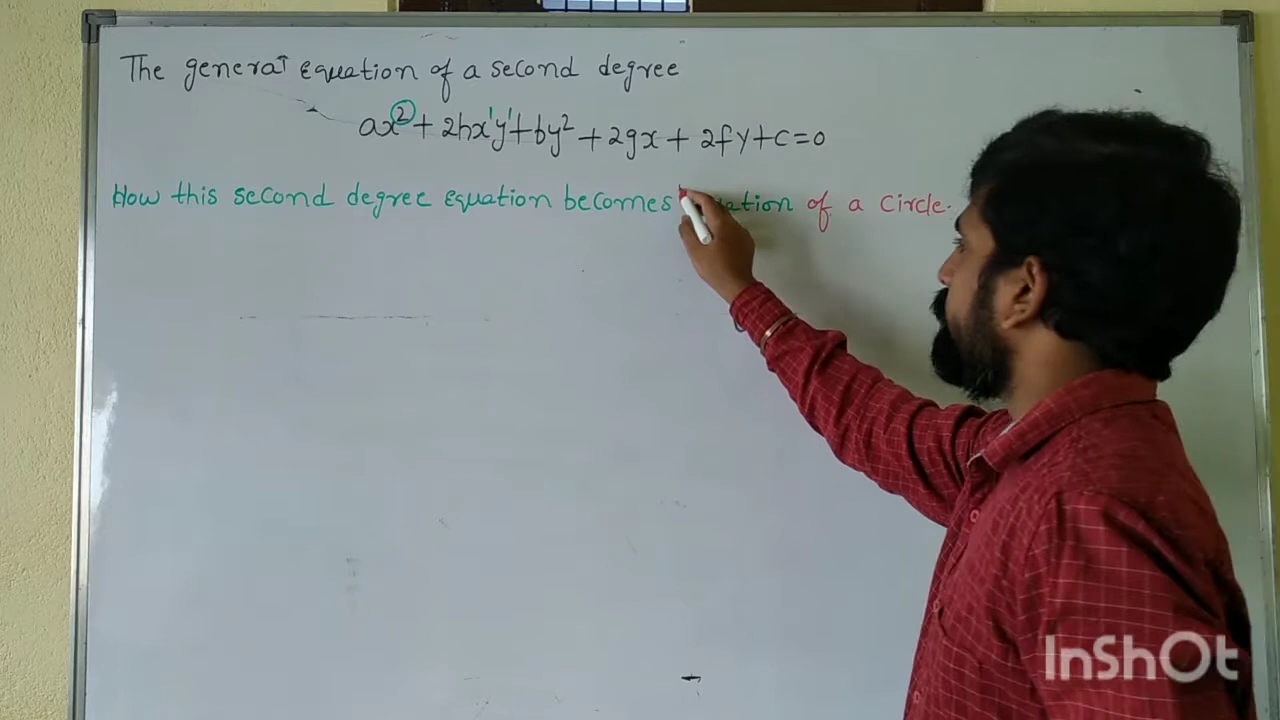 The general equation of a second degree
ax² + 2hx¹y¹ + by² + 2gx + 2fy + c = 0
How this second degree equation becomes of a circle.
InShOt